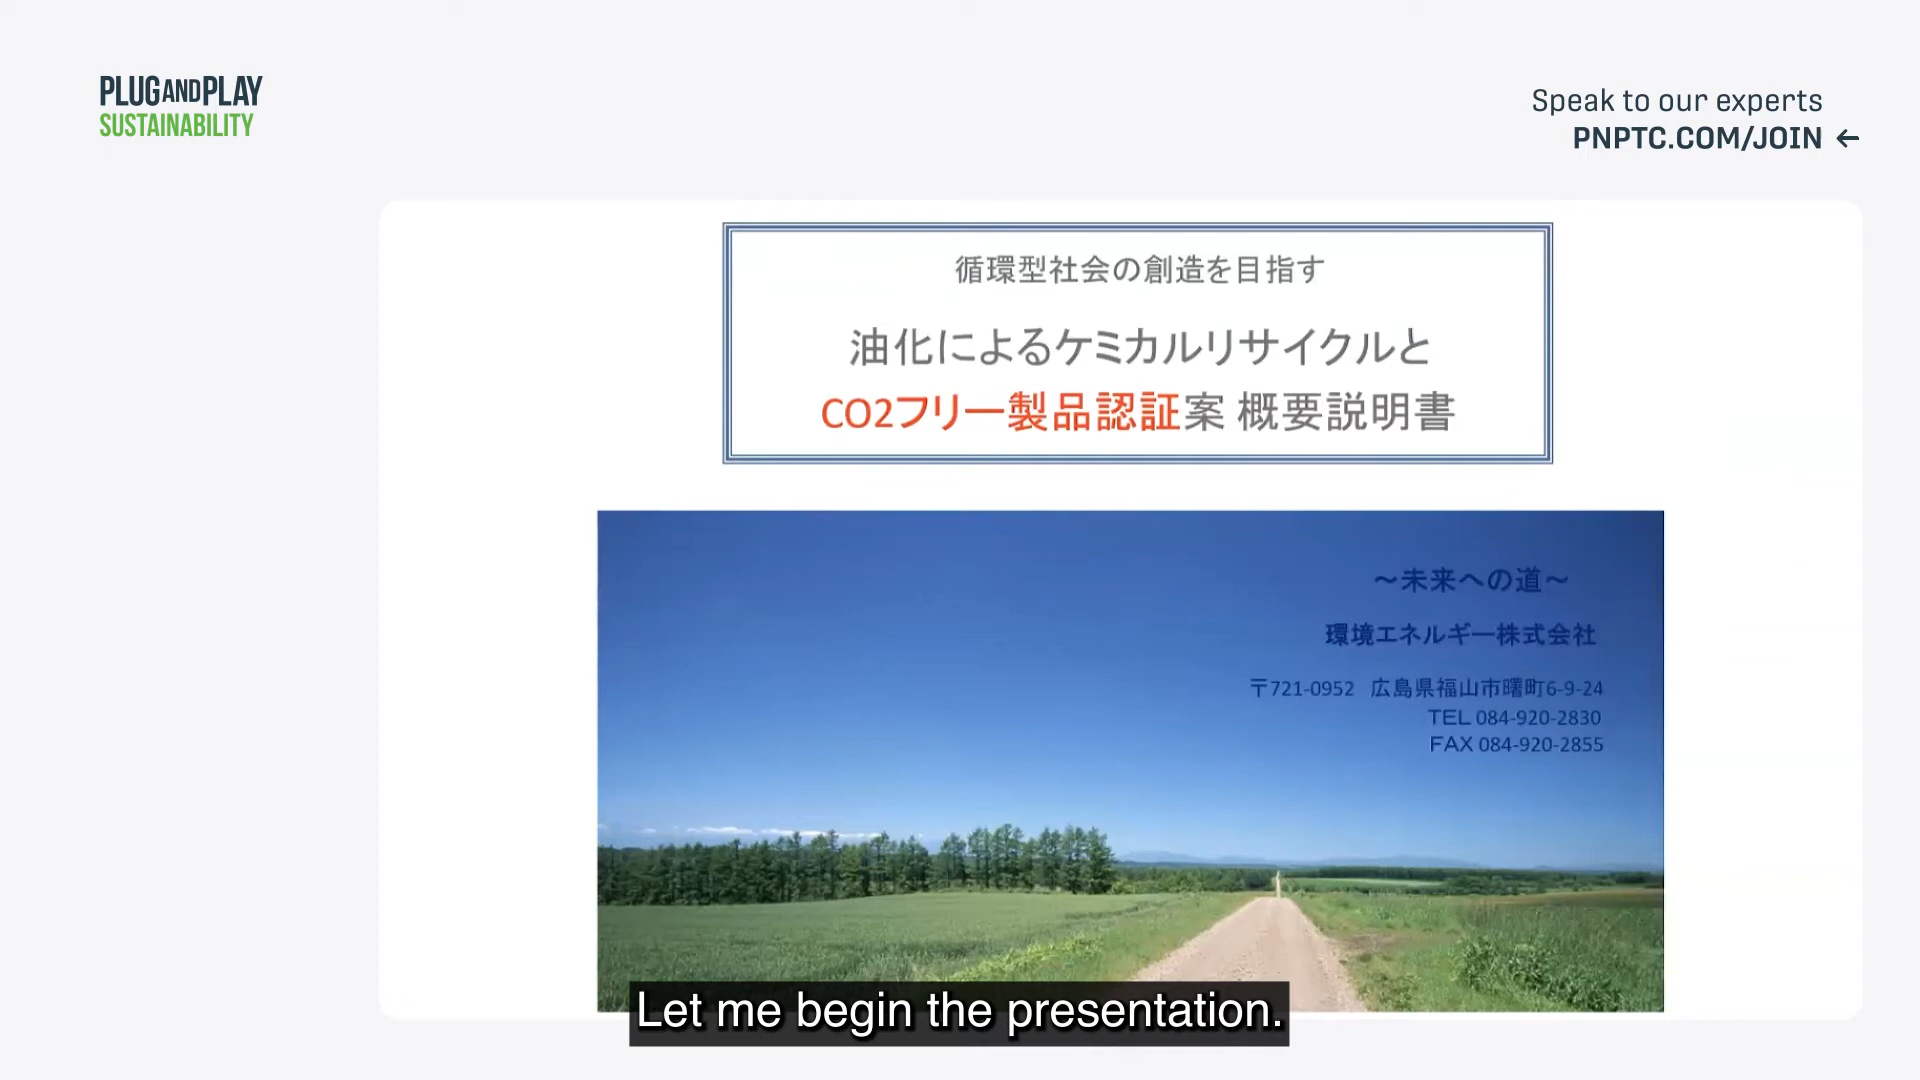 PLUGANDPLAY
SUSTAINABILITY
Speak to our experts
PNPTC.COM/JOIN ←
循環型社会の創造を目指す
油化によるケミカルリサイクルと
CO2フリー製品認証案 概要説明書
～未来への道～
環境エネルギー株式会社
〒721-0952 広島県福山市曙町6-9-24
TEL 084-920-2830
FAX 084-920-2855
Let me begin the presentation.